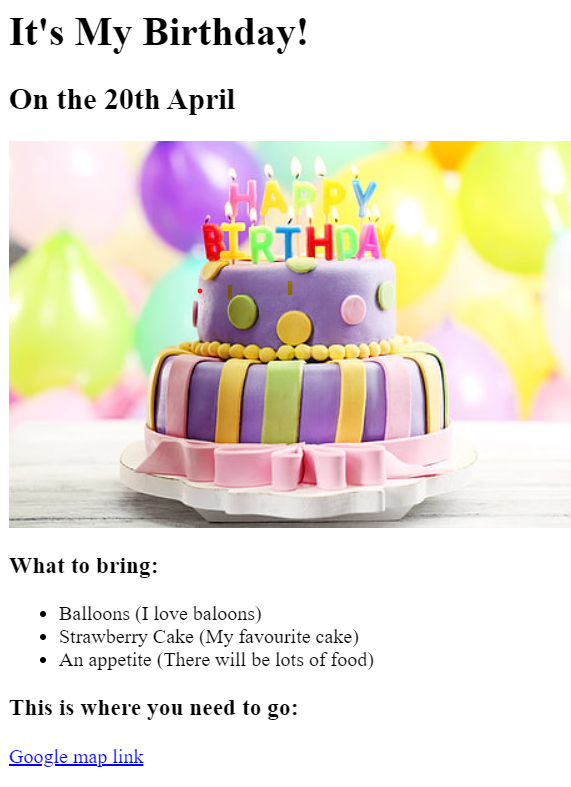 It's My Birthday!
On the 20th April
HAPPY
BIRTHDAY
What to bring:
Balloons (I love baloons)
Strawberry Cake (My favourite cake)
An appetite (There will be lots of food)
This is where you need to go:
Google map link